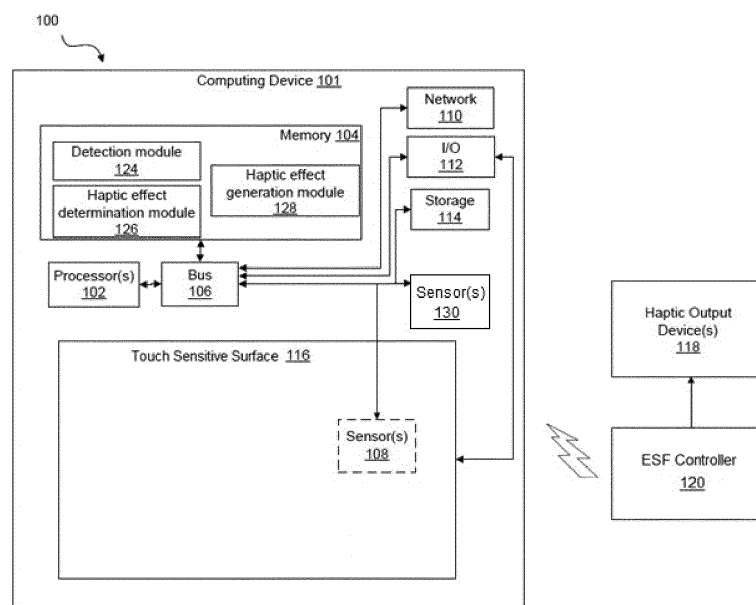 100
Computing Device 101
Memory 104
Detection module
124
Haptic effect
determination module
126
Haptic effect
generation module
128
Network
110
I/O
112
Storage
114
Processor(s)
102
Bus
106
Sensor(s)
130
Touch Sensitive Surface 116
Sensor(s)
108
Haptic Output
Device(s)
118
ESF Controller
120